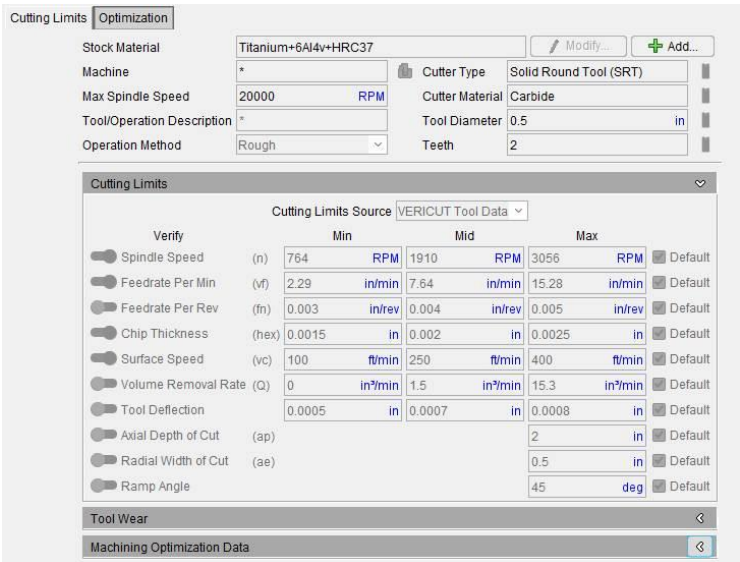 Cutting Limits Optimization
Stock Material Titanium+6Al4v+HRC37 Modify... Add...
Machine * Cutter Type Solid Round Tool (SRT)
Max Spindle Speed 20000 RPM Cutter Material Carbide
Tool/Operation Description * Tool Diameter 0.5 in
Operation Method Rough Teeth 2
Cutting Limits
Cutting Limits Source VERICUT Tool Data
Verify Min Mid Max
Spindle Speed (n) 764 RPM 1910 RPM 3056 RPM Default
Feedrate Per Min (vf) 2.29 in/min 7.64 in/min 15.28 in/min Default
Feedrate Per Rev (fn) 0.003 in/rev 0.004 in/rev 0.005 in/rev Default
Chip Thickness (hex) 0.0015 in 0.002 in 0.0025 in Default
Surface Speed (vc) 100 ft/min 250 ft/min 400 ft/min Default
Volume Removal Rate (Q) 0 in³/min 1.5 in³/min 15.3 in³/min Default
Tool Deflection 0.0005 in 0.0007 in 0.0008 in Default
Axial Depth of Cut (ap) 2 in Default
Radial Width of Cut (ae) 0.5 in Default
Ramp Angle 45 deg Default
Tool Wear
Machining Optimization Data